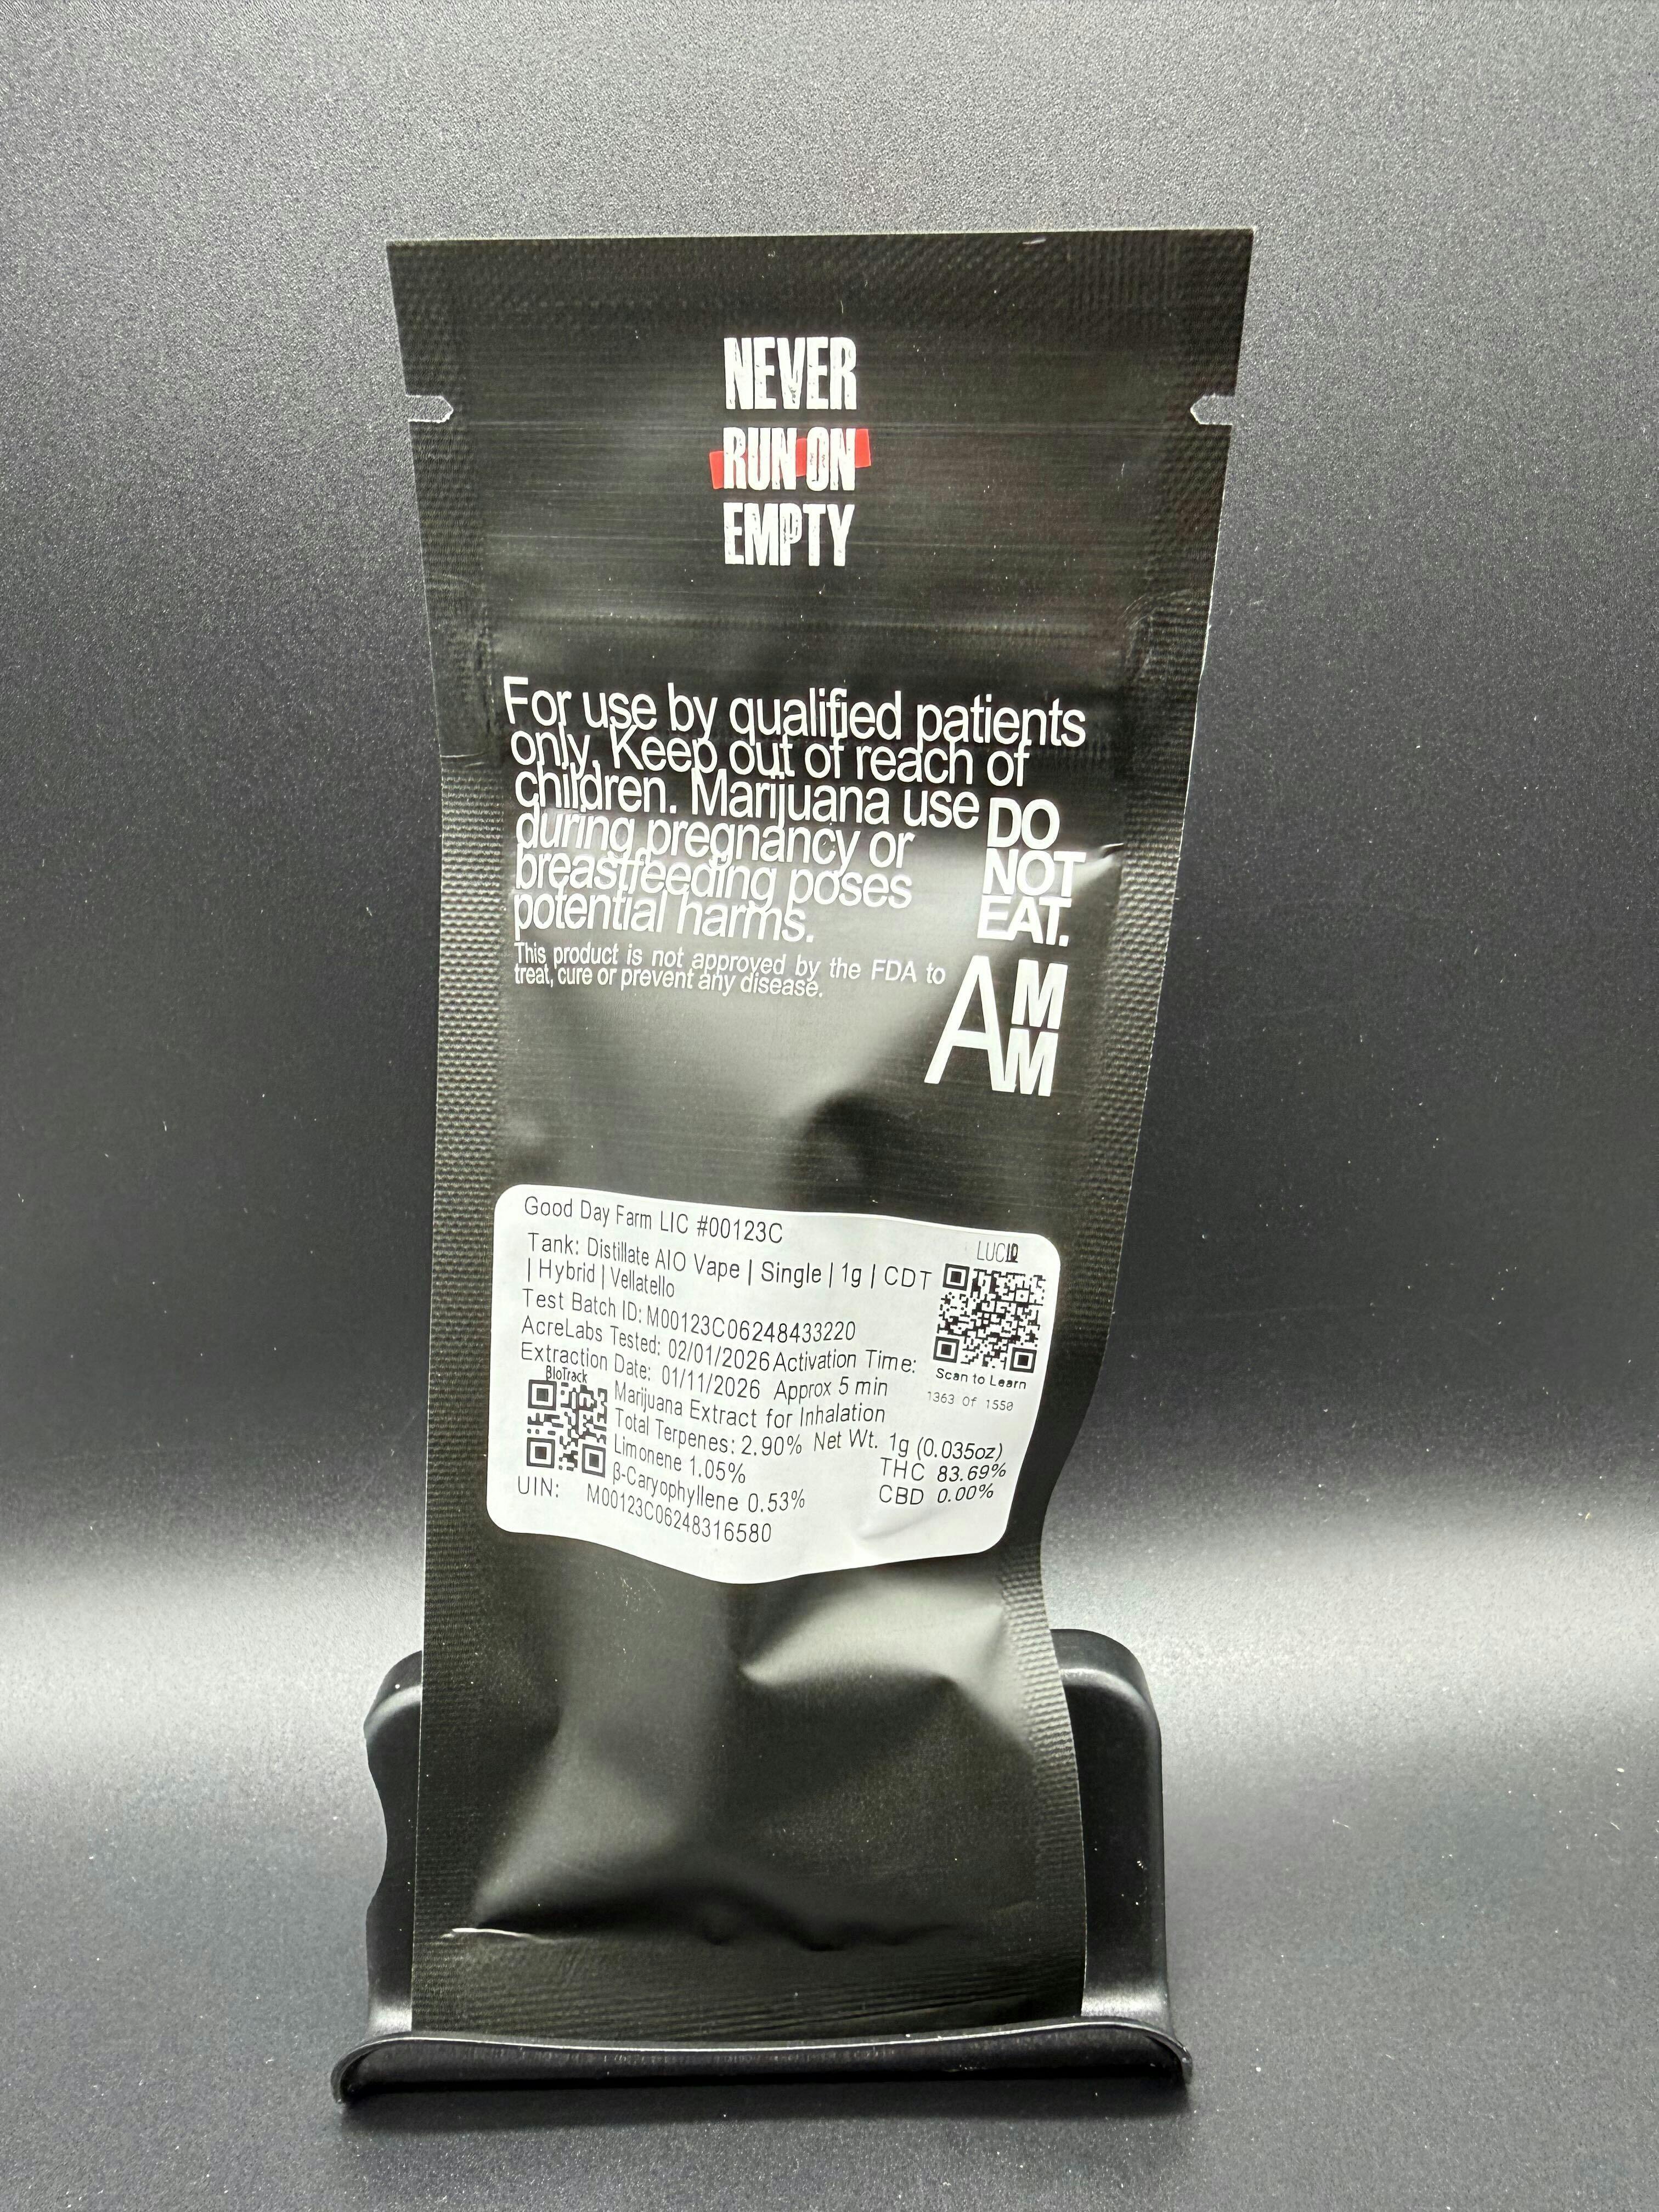 NEVER
RUN ON
EMPTY
For use by qualified patients
only. Keep out of reach of
children. Marijuana use
during pregnancy or
breastfeeding poses
potential harms.
DO
NOT
EAT.
This product is not approved by the FDA to
treat, cure or prevent any disease.
A M
M
Good Day Farm LIC #00123C
Tank: Distillate AIO Vape | Single | 1g | CDT
| Hybrid | Vellatello
Test Batch ID: M00123C06248433220
AcreLabs Tested: 02/01/2026 Activation Time:
Extraction Date: 01/11/2026 Approx 5 min
LUCID
Scan to Learn
1363 Of 1550
BioTrack
Marijuana Extract for Inhalation
Total Terpenes: 2.90% Net Wt. 1g (0.035oz)
Limonene 1.05% THC 83.69%
β-Caryophyllene 0.53% CBD 0.00%
UIN: M00123C06248316580